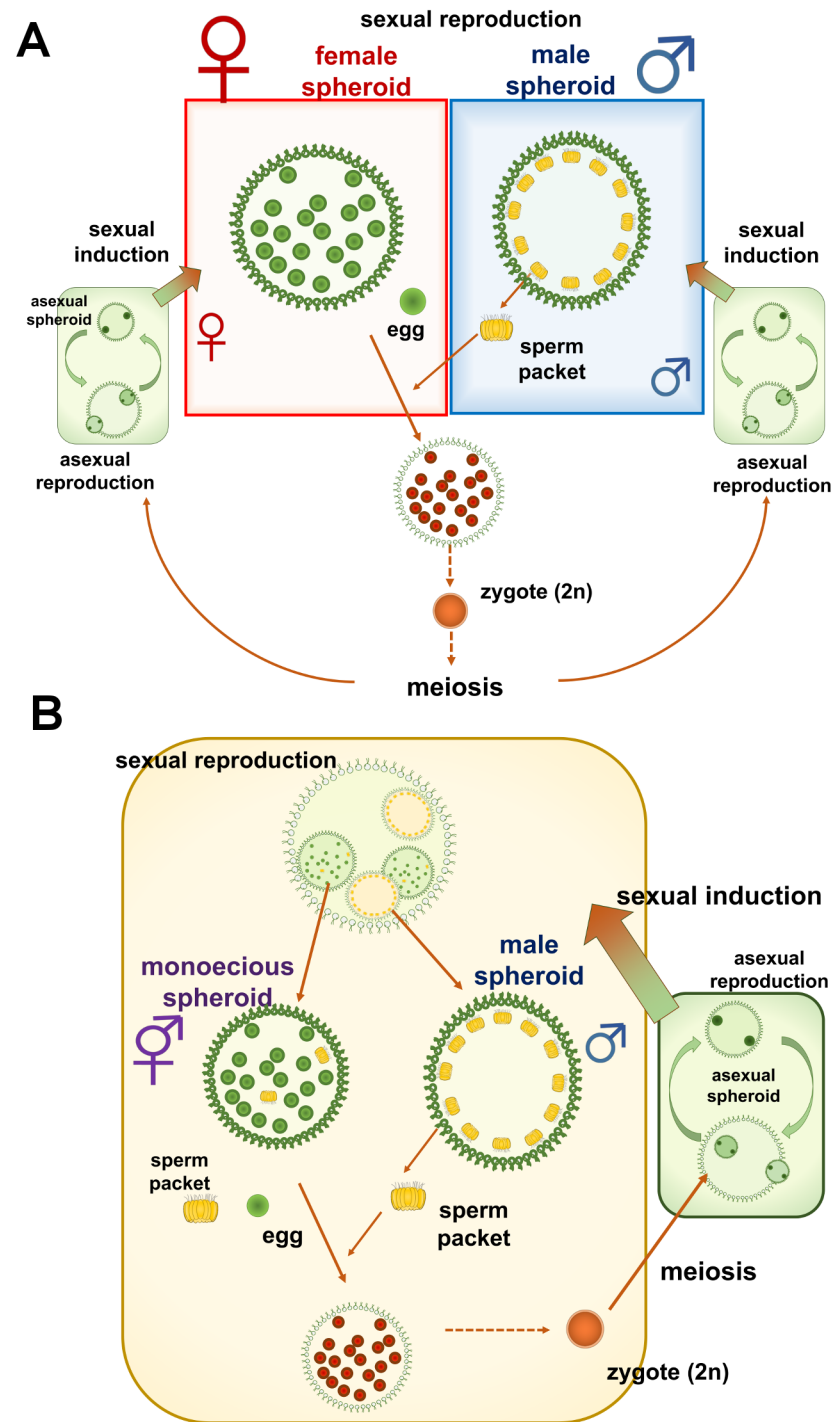 A
sexual reproduction
female
spheroid
male
spheroid
sexual
induction
sexual
induction
asexual
spheroid
egg
sperm
packet
asexual
reproduction
asexual
reproduction
zygote (2n)
meiosis
B
sexual reproduction
sexual induction
monoecious
spheroid
male
spheroid
asexual
reproduction
asexual
spheroid
sperm
packet
egg
sperm
packet
meiosis
zygote (2n)